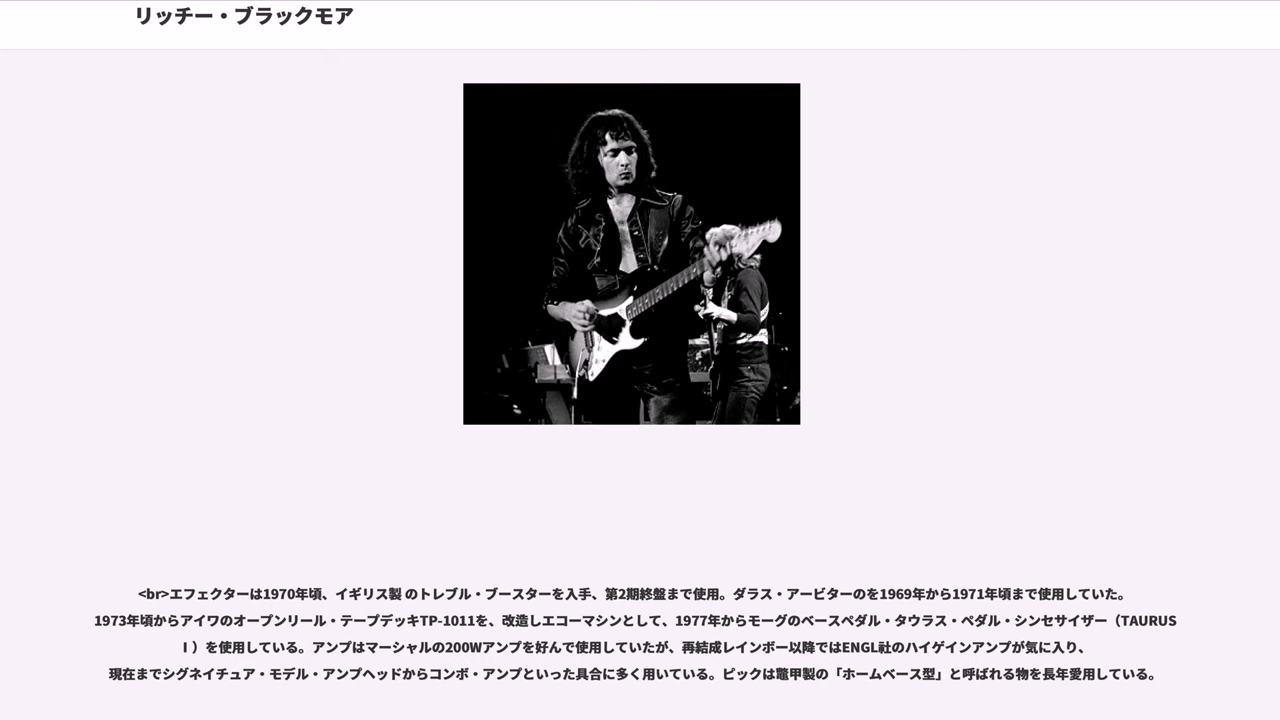 リッチー・ブラックモア
<br>エフェクターは1970年頃、イギリス製 のトレブル・ブースターを入手、第2期終盤まで使用。ダラス・アービターのを1969年から1971年頃まで使用していた。
1973年頃からアイワのオープンリール・テープデッキTP-1011を、改造しエコーマシンとして、1977年からモーグのベースペダル・タウラス・ペダル・シンセサイザー（TAURUS
Ⅰ）を使用している。アンプはマーシャルの200Wアンプを好んで使用していたが、再結成レインボー以降ではENGL社のハイゲインアンプが気に入り、
現在までシグネイチュア・モデル・アンプヘッドからコンボ・アンプといった具合に多く用いている。ピックは鼈甲製の「ホームベース型」と呼ばれる物を長年愛用している。